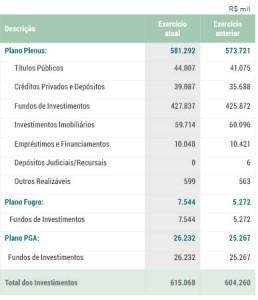 R$ mil
Descrição Exercício atual Exercício anterior
Plano Plenus: 581.292 573.721
Títulos Públicos 44.007 41.075
Créditos Privados e Depósitos 39.087 35.688
Fundos de Investimentos 427.837 425.872
Investimentos Imobiliários 59.714 60.096
Empréstimos e Financiamentos 10.048 10.421
Depósitos Judiciais/Recursais 0 6
Outros Realizáveis 599 563
Plano Fugro: 7.544 5.272
Fundos de Investimentos 7.544 5.272
Plano PGA: 26.232 25.267
Fundos de Investimentos 26.232 25.267
Total dos Investimentos 615.068 604.260